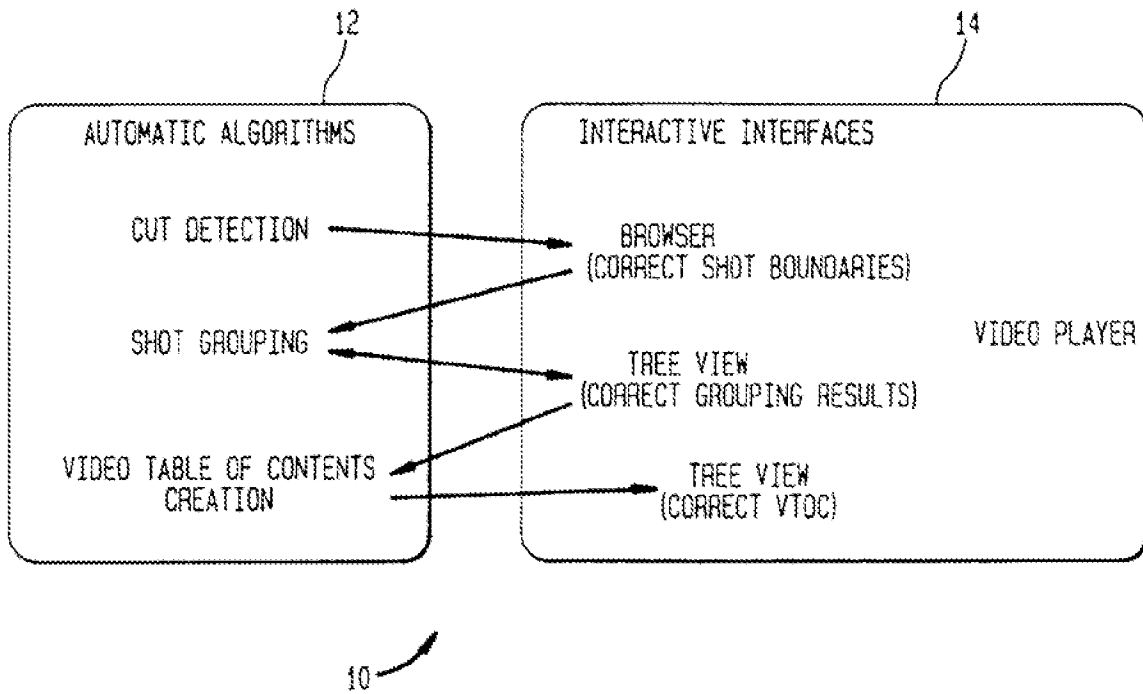 12
14
AUTOMATIC ALGORITHMS
CUT DETECTION
SHOT GROUPING
VIDEO TABLE OF CONTENTS
CREATION
INTERACTIVE INTERFACES
BROWSER
(CORRECT SHOT BOUNDARIES)
TREE VIEW
(CORRECT GROUPING RESULTS)
TREE VIEW
(CORRECT VTOC)
VIDEO PLAYER
10